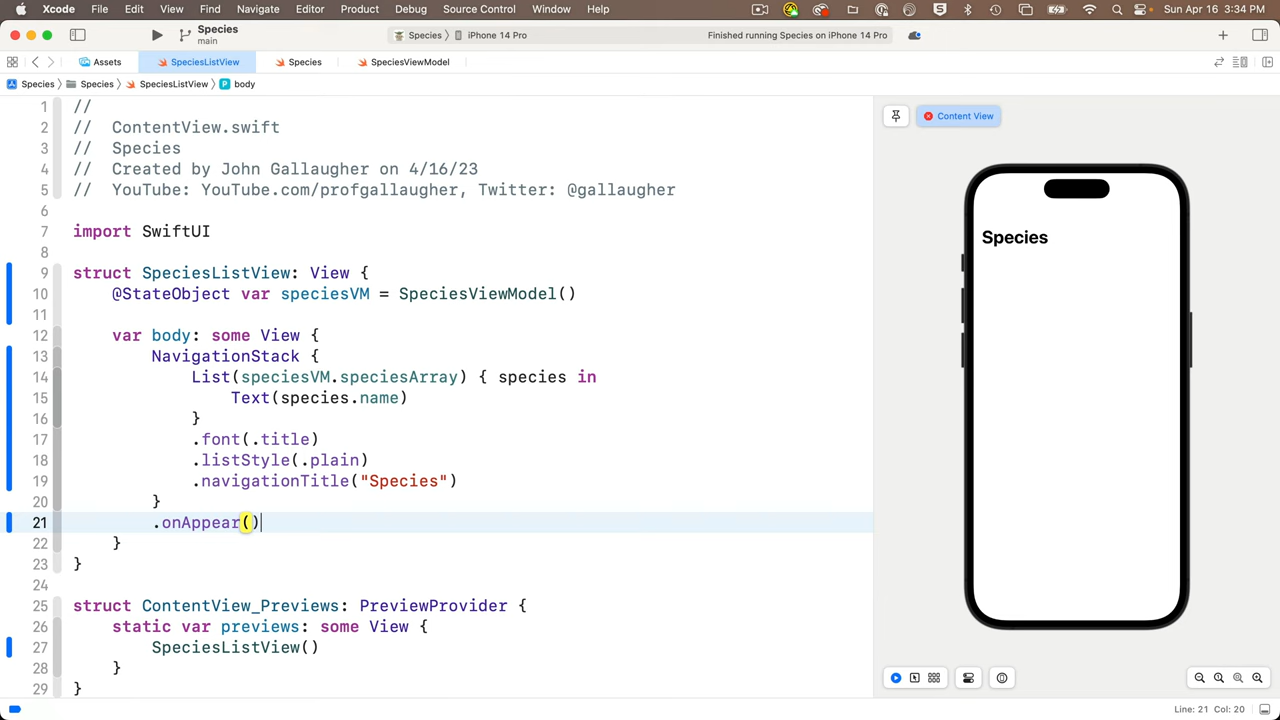 Xcode File Edit View Find Navigate Editor Product Debug Source Control Window Help Sun Apr 16 3:34 PM
Species
main
Species iPhone 14 Pro
Finished running Species on iPhone 14 Pro
Assets SpeciesListView Species SpeciesViewModel
Species Species SpeciesListView body
1 //
2 // ContentView.swift
3 // Species
4 // Created by John Gallaugher on 4/16/23
5 // YouTube: YouTube.com/profgallaugher, Twitter: @gallaugher
6
7 import SwiftUI
8
9 struct SpeciesListView: View {
10 @StateObject var speciesVM = SpeciesViewModel()
11
12 var body: some View {
13 NavigationStack {
14 List(speciesVM.speciesArray) { species in
15 Text(species.name)
16 }
17 .font(.title)
18 .listStyle(.plain)
19 .navigationTitle("Species")
20 }
21 .onAppear()
22 }
23 }
24
25 struct ContentView_Previews: PreviewProvider {
26 static var previews: some View {
27 SpeciesListView()
28 }
29 }
Content View
Species
Line: 21 Col: 20